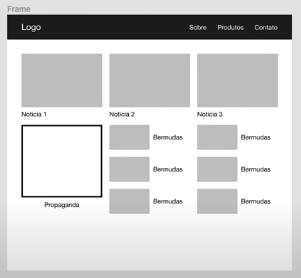 Frame
Logo
Sobre Produtos Contato
Noticia 1 Noticia 2 Noticia 3
Bermudas Bermudas
Bermudas Bermudas
Bermudas Bermudas
Propaganda